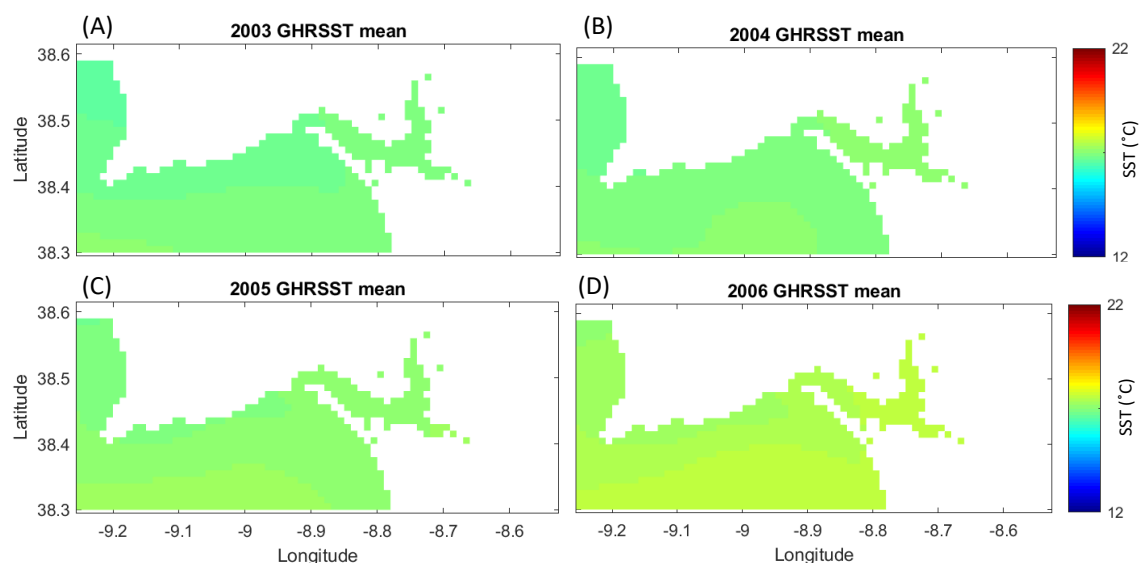 (A)
2003 GHRSST mean
(B)
2004 GHRSST mean
38.6
38.5
38.4
38.3
Latitude
22
12
SST (˚C)
(C)
2005 GHRSST mean
(D)
2006 GHRSST mean
38.6
38.5
38.4
38.3
Latitude
22
12
SST (˚C)
-9.2 -9.1 -9 -8.9 -8.8 -8.7 -8.6
Longitude
-9.2 -9.1 -9 -8.9 -8.8 -8.7 -8.6
Longitude